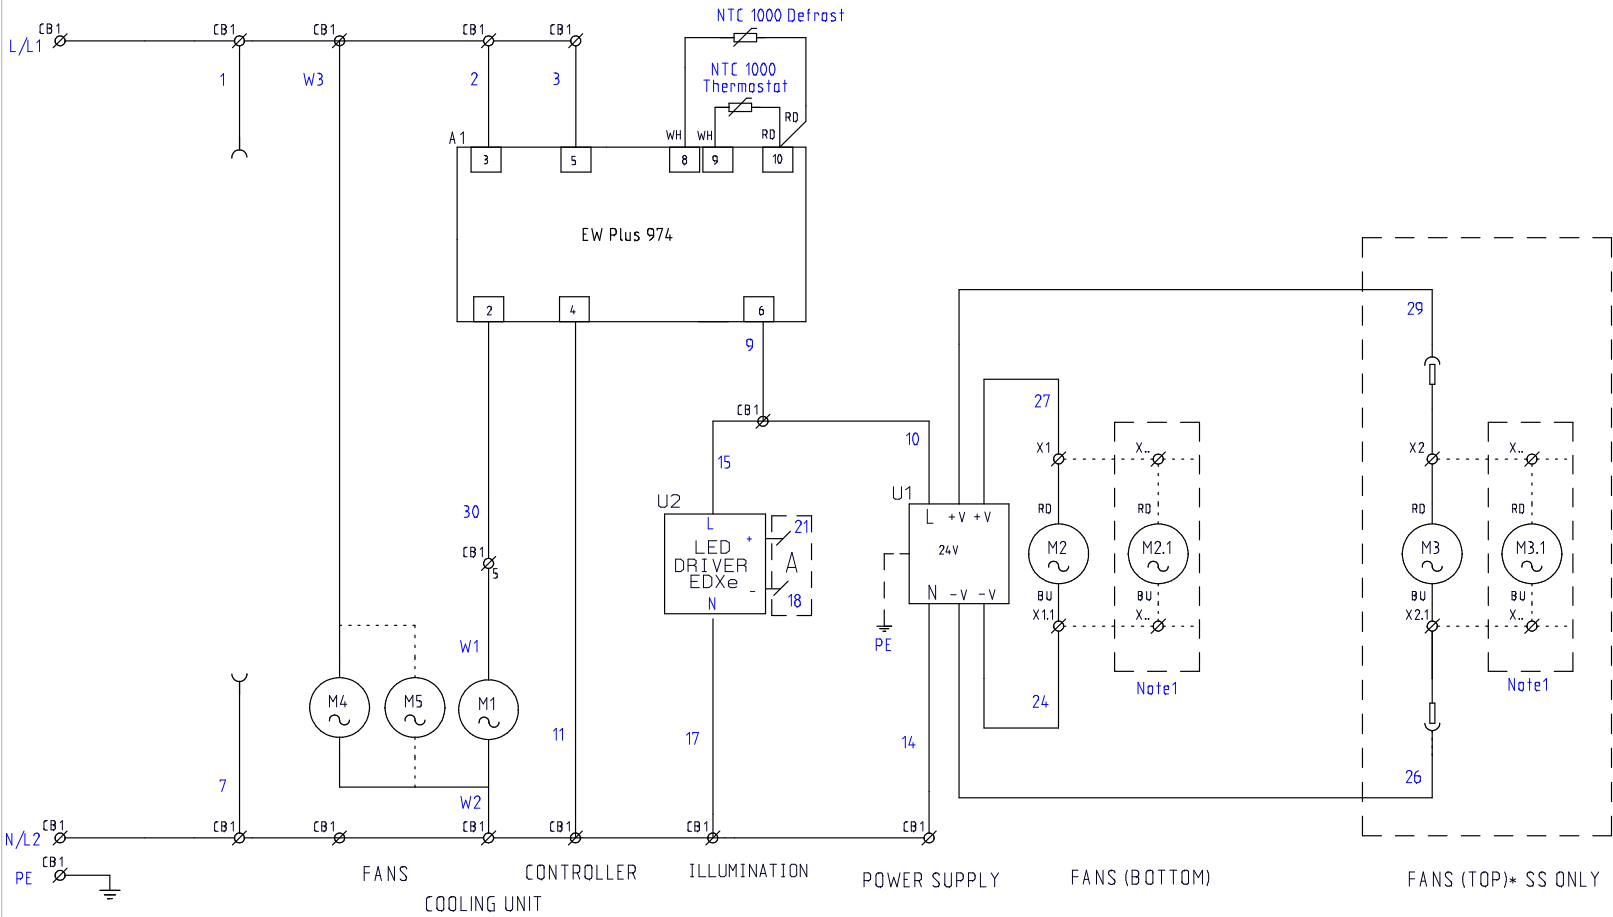 NTC 1000 Defrost
CB1 CB1 CB1 CB1 CB1
L/L1
1 W3 2 3
NTC 1000
Thermostat
RD
WH WH RD
A1
3 5 8 9 10
EW Plus 974
2 4 6
9
29
CB1
27
10
15
X1 X.. X2 X..
U2 U1
30
RD RD RD RD
L + 21
L +V +V
LED
DRIVER
EDXe
A
24V
M2 M2.1 M3 M3.1
CB1
5
N - 18
N -V -V
BU BU BU BU
X1.1 X.. X2.1 X..
PE
W1
Note1 Note1
M4 M5 M1
24
11 17 14
26
7
W2
CB1 CB1 CB1 CB1 CB1 CB1 CB1
N/L2
CB1
PE
FANS CONTROLLER ILLUMINATION POWER SUPPLY FANS (BOTTOM) FANS (TOP)* SS ONLY
COOLING UNIT